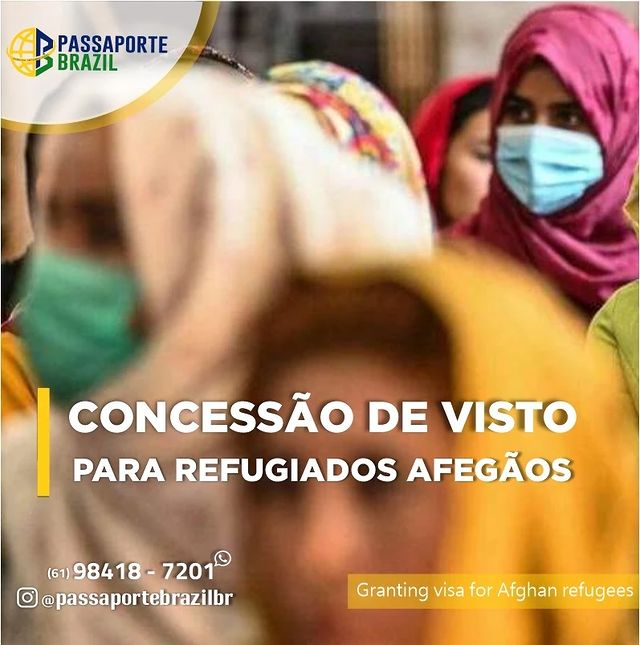 PASSAPORTE
BRAZIL
CONCESSÃO DE VISTO
PARA REFUGIADOS AFEGÃOS
(61) 98418 - 7201
@passaportebrazilbr
Granting visa for Afghan refugees